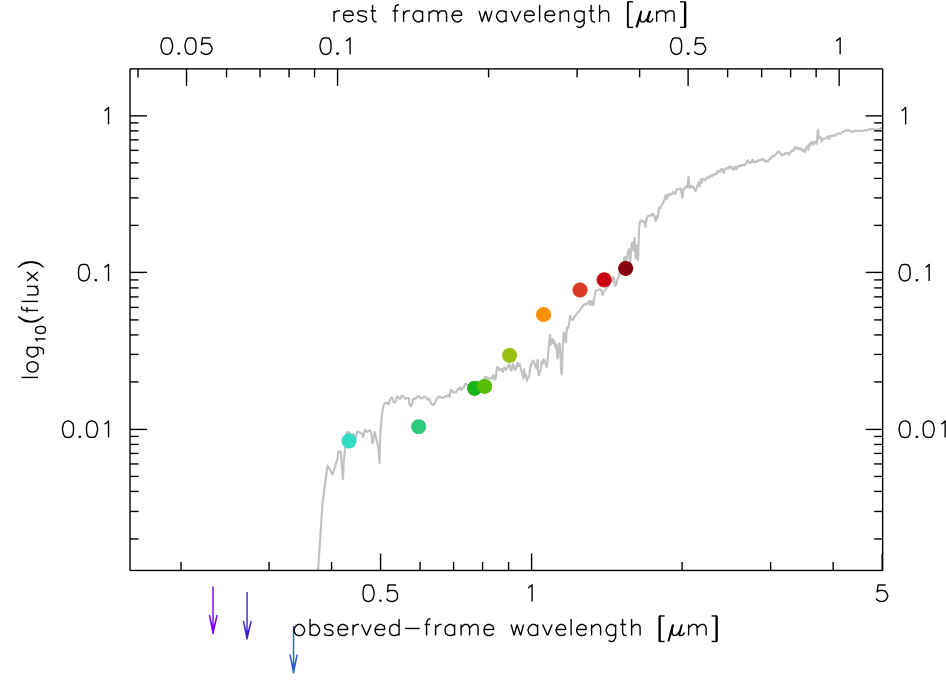 rest frame wavelength [μm]
0.05 0.1 0.5 1
1 1
0.1 0.1
0.01 0.01
log10(flux)
0.5 1 5
observed-frame wavelength [μm]